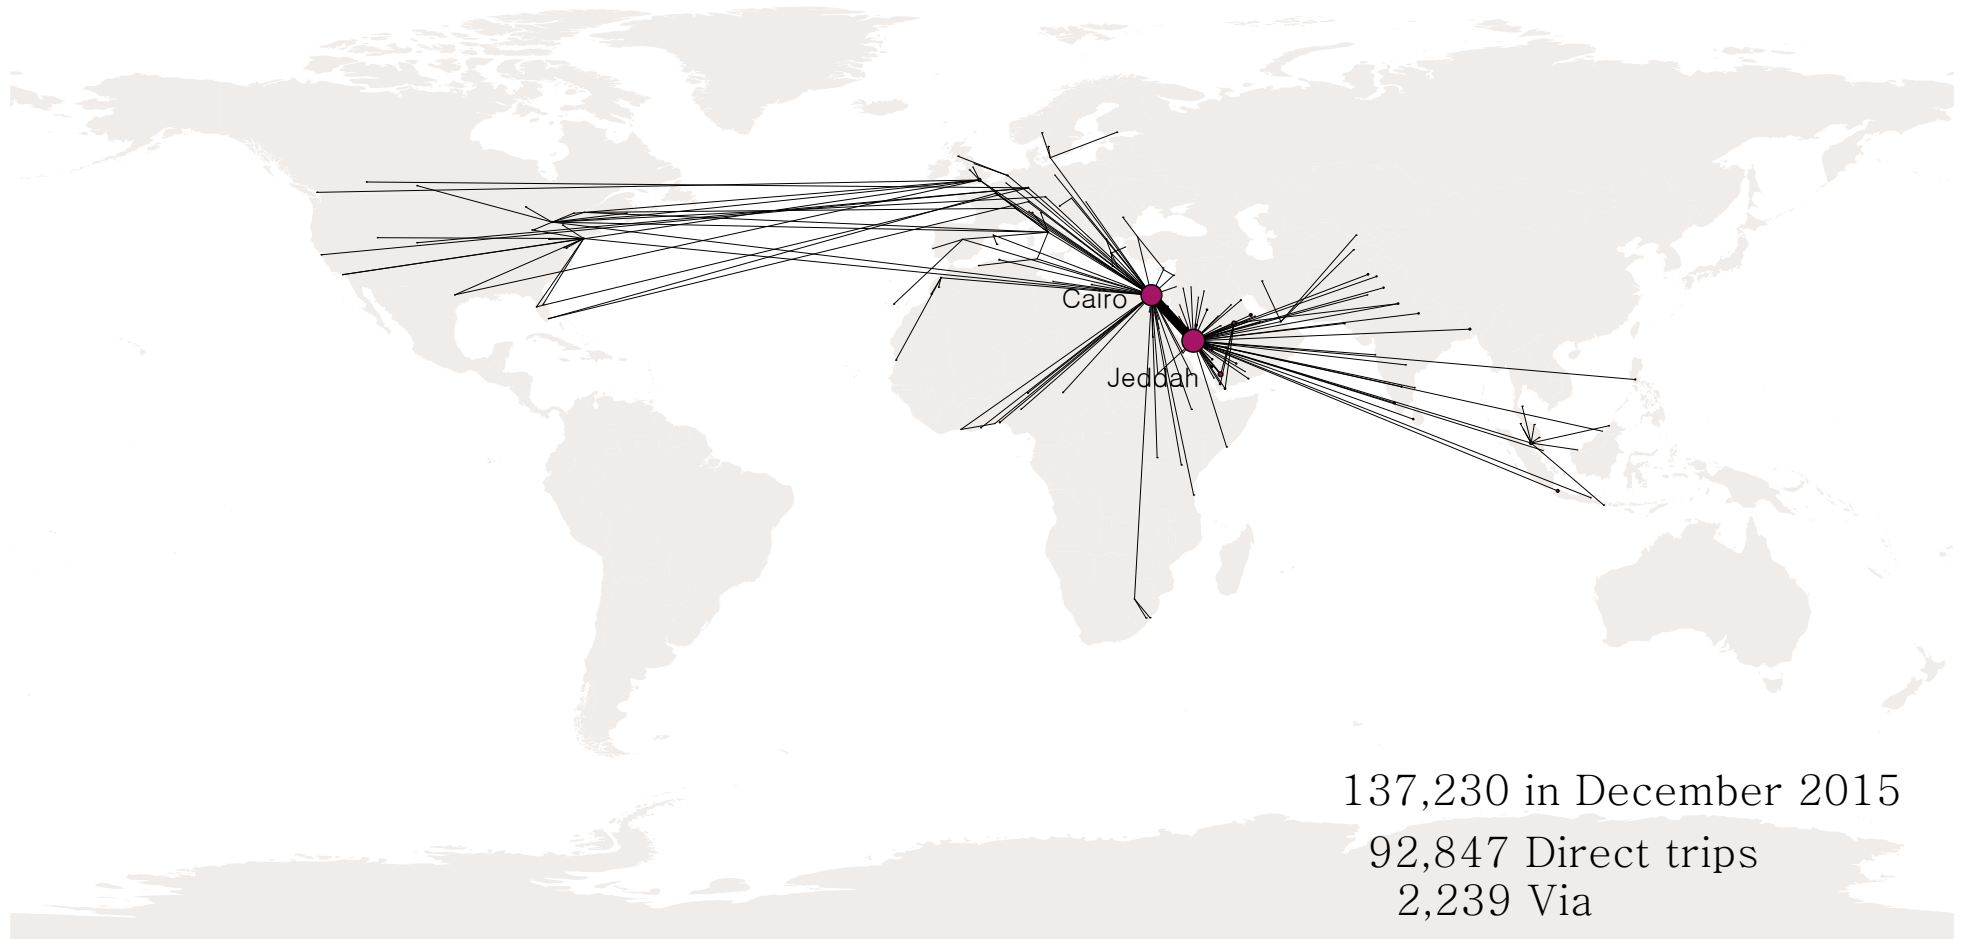 Cairo
Jeddah
137,230 in December 2015
92,847 Direct trips
2,239 Via